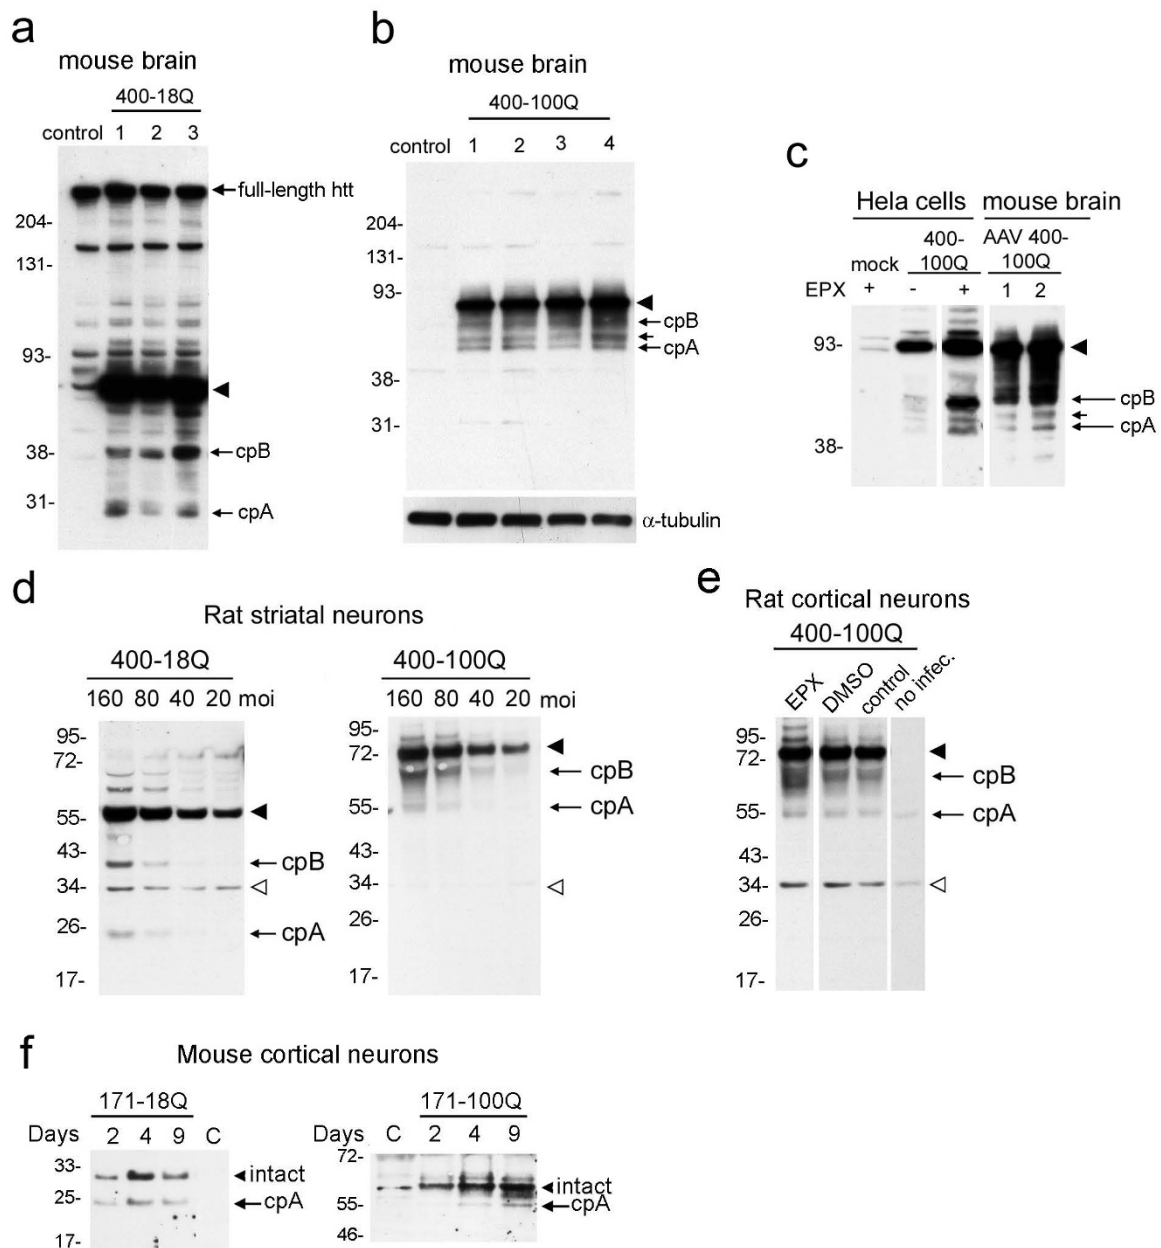 a
mouse brain
400-18Q
control 1 2 3
full-length htt
204-
131-
93-
38-
cpB
31-
cpA
b
mouse brain
400-100Q
control 1 2 3 4
204-
131-
93-
cpB
cpA
38-
31-
α-tubulin
c
Hela cells mouse brain
400-100Q
AAV 400-100Q
mock
EPX + - + 1 2
93-
cpB
cpA
38-
d
Rat striatal neurons
400-18Q
160 80 40 20 moi
95-
72-
55-
43-
cpB
34-
26-
cpA
17-
400-100Q
160 80 40 20 moi
95-
72-
cpB
55-
cpA
43-
34-
26-
17-
e
Rat cortical neurons
400-100Q
EPX DMSO control no infec.
95-
72-
cpB
55-
cpA
43-
34-
26-
17-
f
Mouse cortical neurons
171-18Q
Days 2 4 9 C
33-
intact
25-
cpA
17-
171-100Q
Days C 2 4 9
72-
intact
55-
cpA
46-